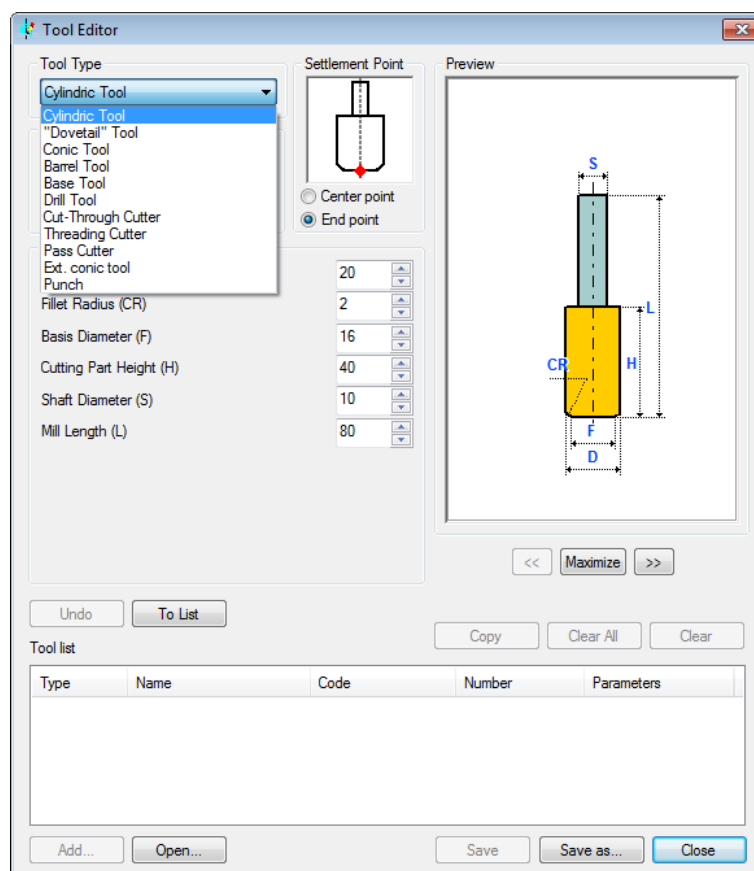 Tool Editor
Tool Type
Cylindric Tool
Cylindric Tool
"Dovetail" Tool
Conic Tool
Barrel Tool
Base Tool
Drill Tool
Cut-Through Cutter
Threading Cutter
Pass Cutter
Ext. conic tool
Punch
Settlement Point
Center point
End point
20
Fillet Radius (CR) 2
Basis Diameter (F) 16
Cutting Part Height (H) 40
Shaft Diameter (S) 10
Mill Length (L) 80
Preview
S
L
CR H
F
D
<< Maximize >>
Undo To List
Copy Clear All Clear
Tool list
Type Name Code Number Parameters
Add... Open... Save Save as... Close